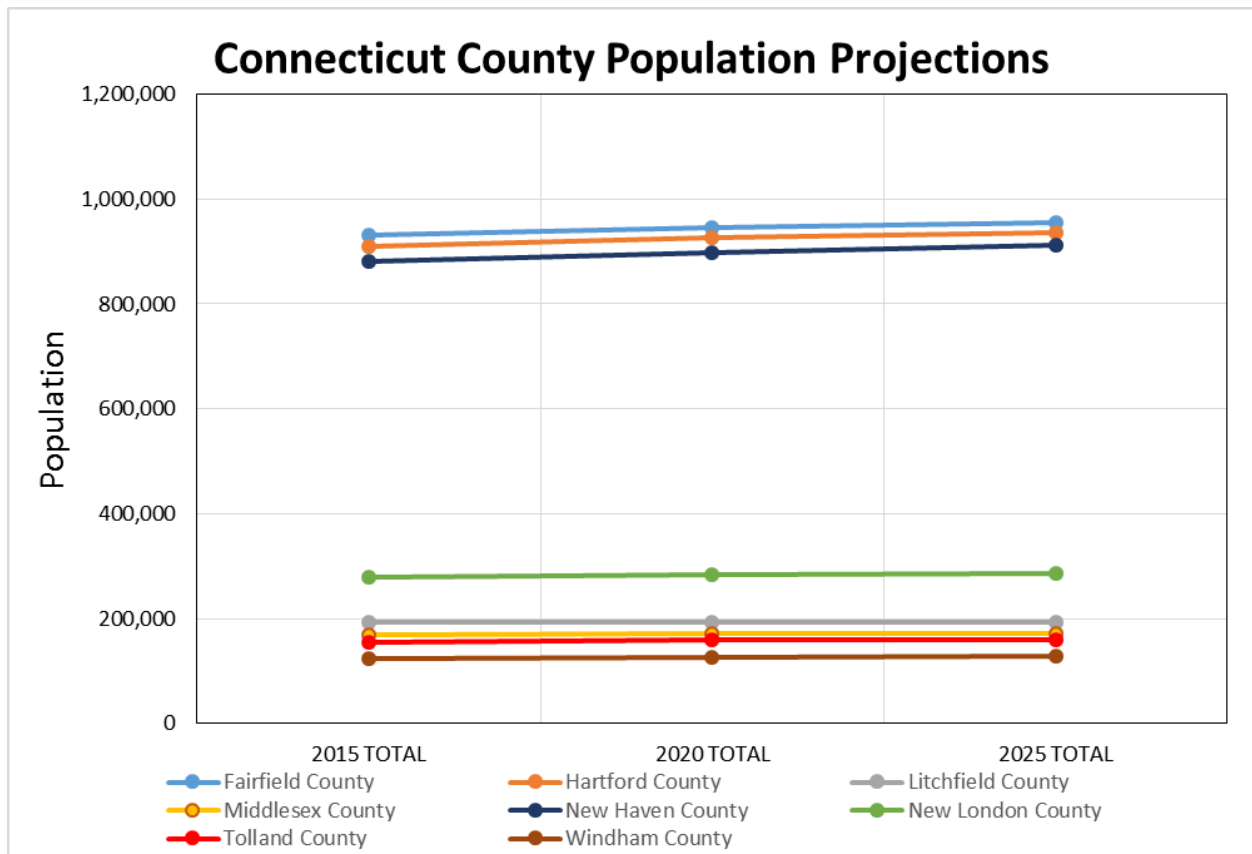 Connecticut County Population Projections
1,200,000
1,000,000
800,000
600,000
400,000
200,000
0
Population
2015 TOTAL 2020 TOTAL 2025 TOTAL
Fairfield County Hartford County Litchfield County
Middlesex County New Haven County New London County
Tolland County Windham County